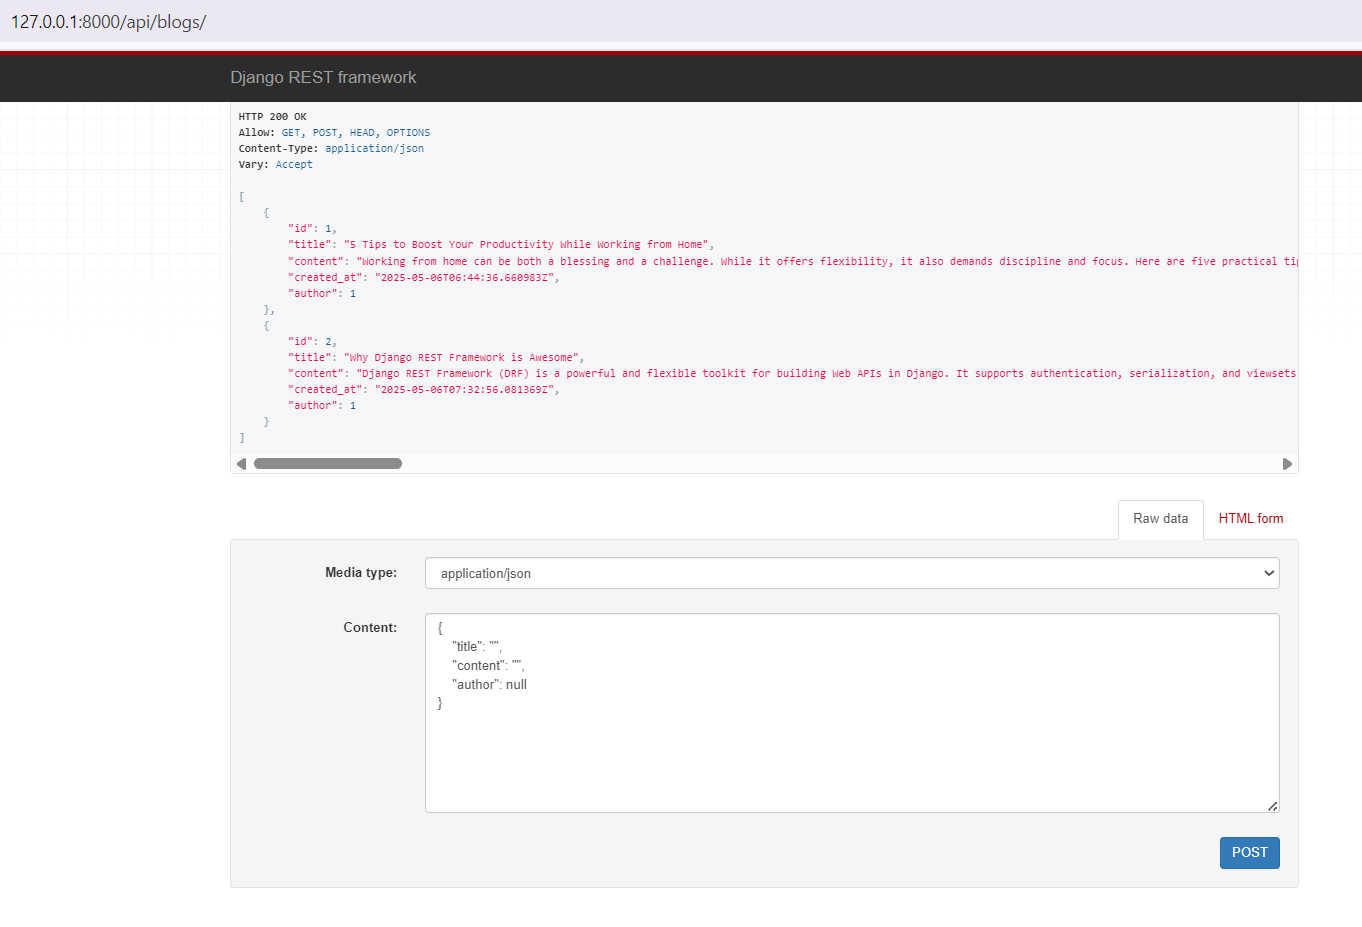 127.0.0.1:8000/api/blogs/
Django REST framework
HTTP 200 OK
Allow: GET, POST, HEAD, OPTIONS
Content-Type: application/json
Vary: Accept
[
{
"id": 1,
"title": "5 Tips to Boost Your Productivity While Working from Home",
"content": "Working from home can be both a blessing and a challenge. While it offers flexibility, it also demands discipline and focus. Here are five practical
"created_at": "2025-05-06T06:44:36.660983Z",
"author": 1
},
{
"id": 2,
"title": "Why Django REST Framework is Awesome",
"content": "Django REST Framework (DRF) is a powerful and flexible toolkit for building Web APIs in Django. It supports authentication, serialization, and viewsets
"created_at": "2025-05-06T07:32:56.081369Z",
"author": 1
}
]
Raw data HTML form
Media type: application/json
Content: {
"title": "",
"content": "",
"author": null
}
POST